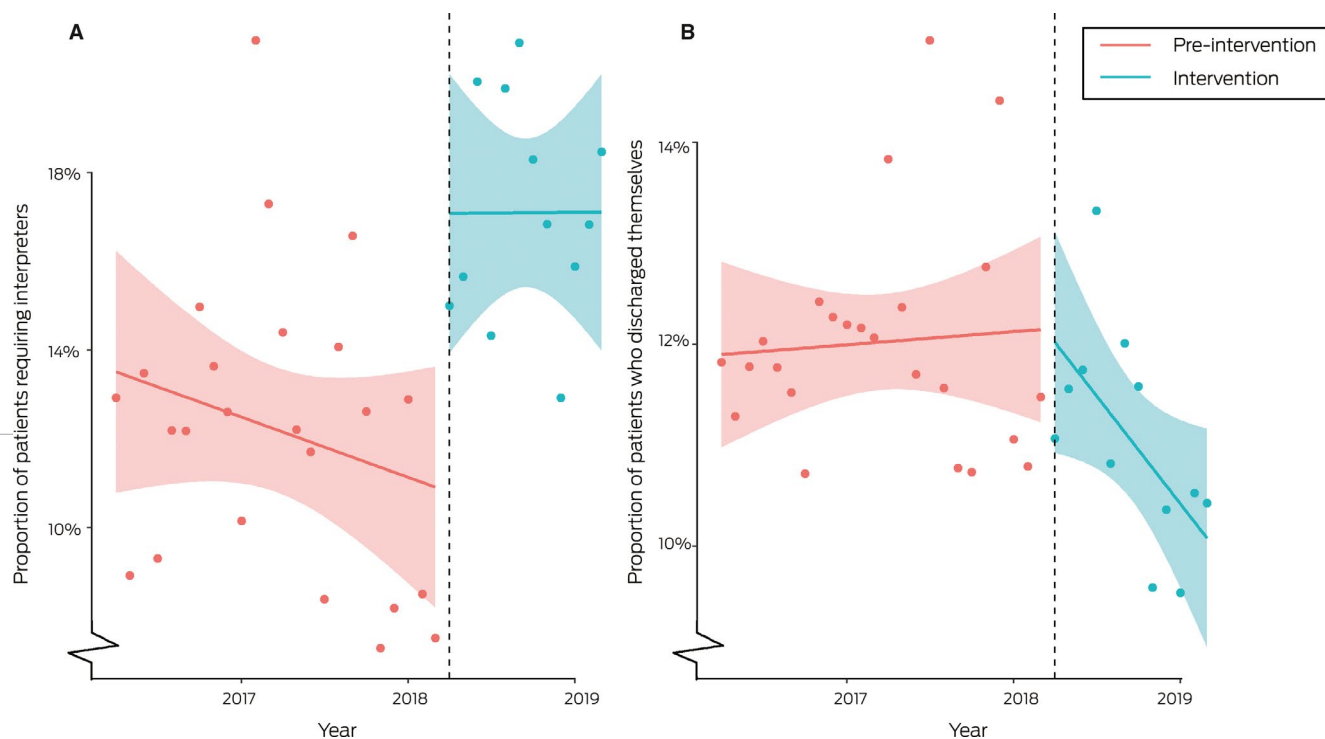 A
Proportion of patients requiring interpreters
18%
14%
10%
2017
2018
2019
Year
B
Proportion of patients who discharged themselves
14%
12%
10%
2017
2018
2019
Year
Pre-intervention
Intervention